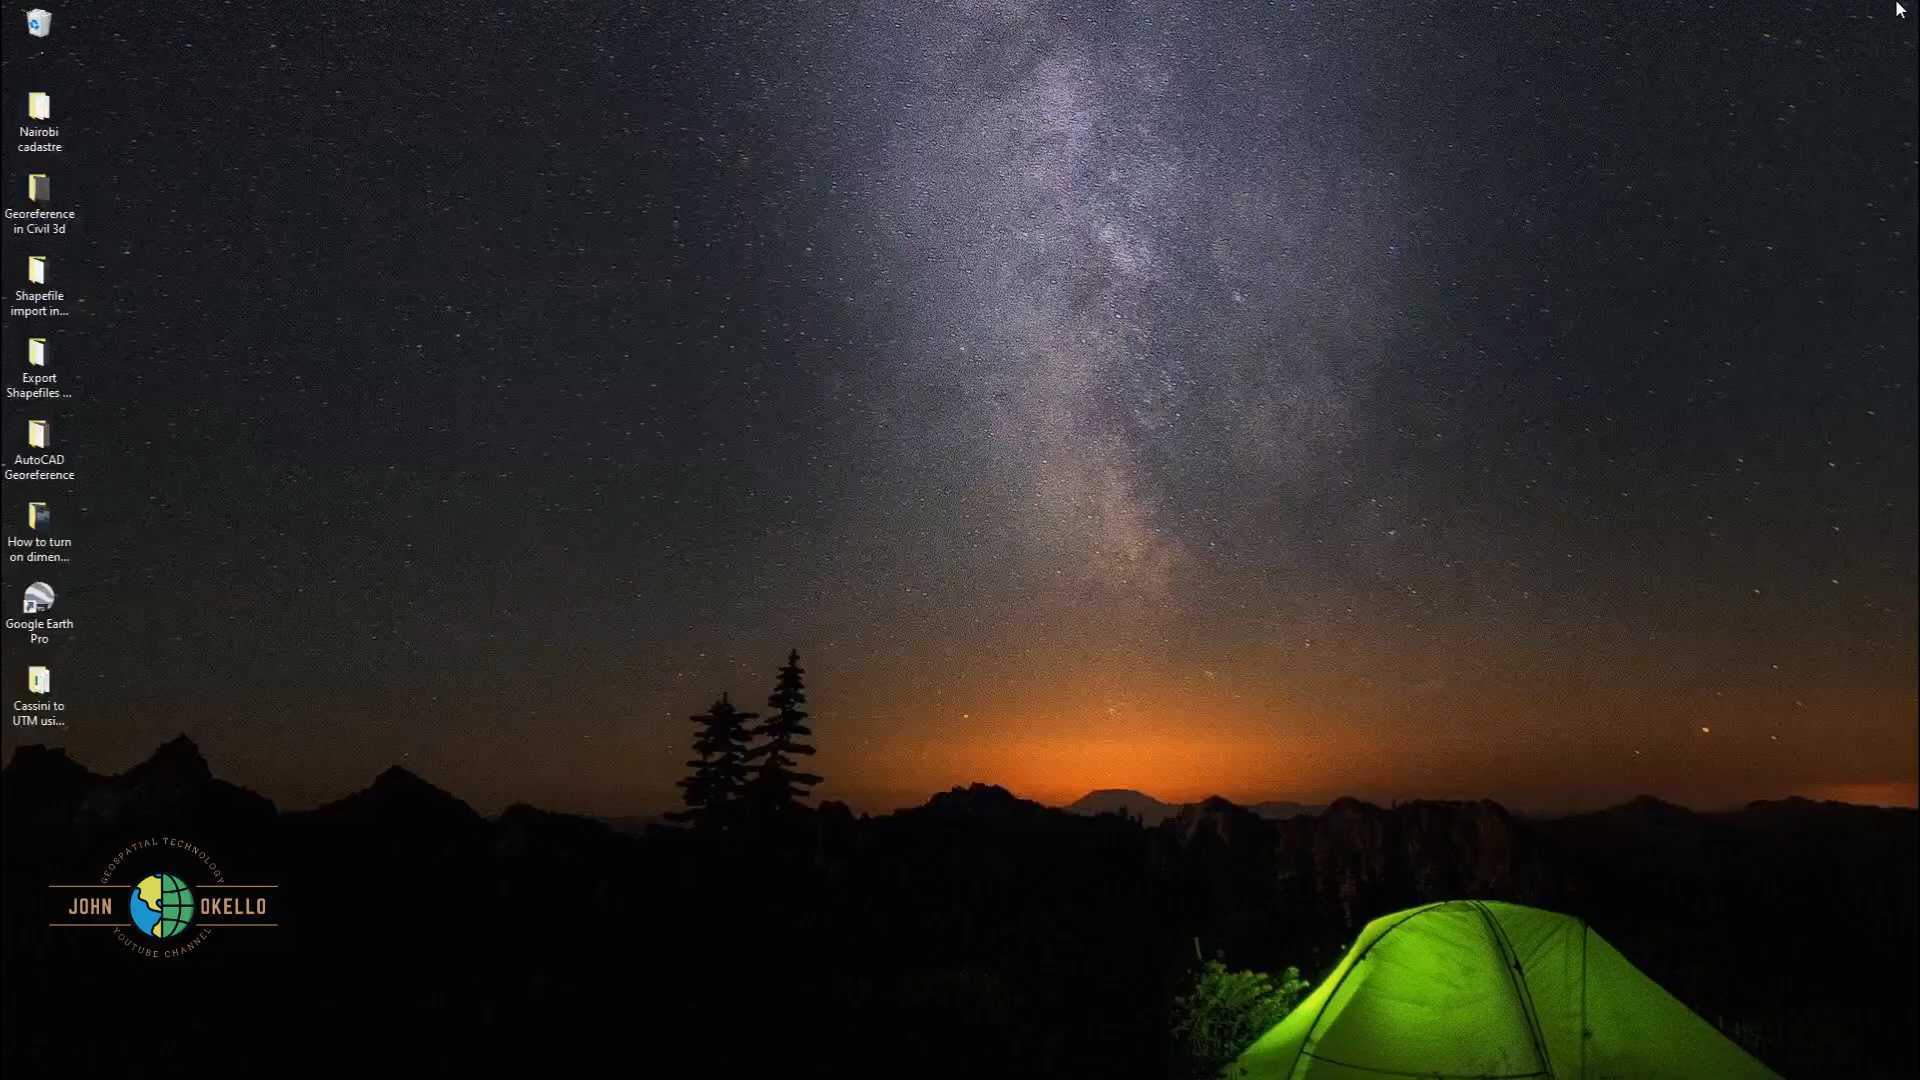 Nairobi
cadastre
Georeference
in Civil 3d
Shapefile
import in...
Export
Shapefiles ...
AutoCAD
Georeference
How to turn
on dimen...
Google Earth
Pro
Cassini to
UTM usi...
GEOSPATIAL TECHNOLOGY
JOHN OKELLO
YOUTUBE CHANNEL